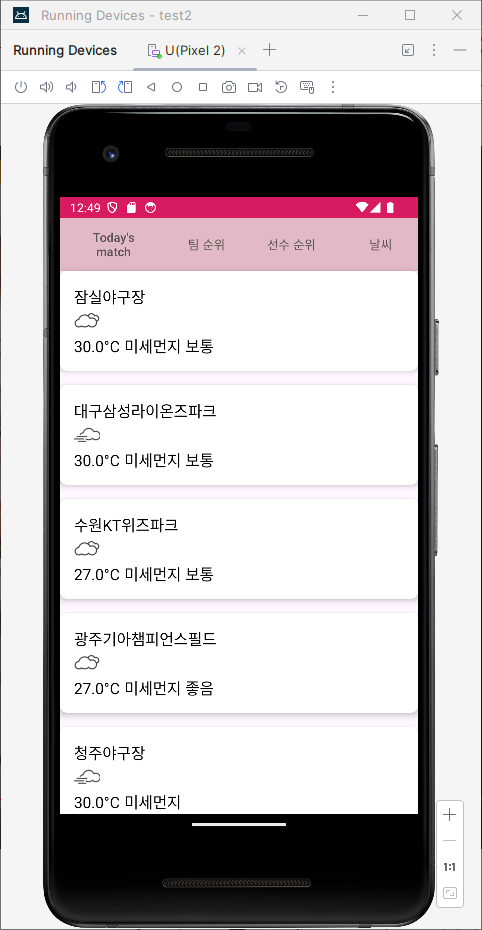 Running Devices - test2
Running Devices
U(Pixel 2)
12:49
Today's
match
팀 순위
선수 순위
날씨
잠실야구장
30.0°C 미세먼지 보통
대구삼성라이온즈파크
30.0°C 미세먼지 보통
수원KT위즈파크
27.0°C 미세먼지 보통
광주기아챔피언스필드
27.0°C 미세먼지 좋음
청주야구장
30.0°C 미세먼지
1:1